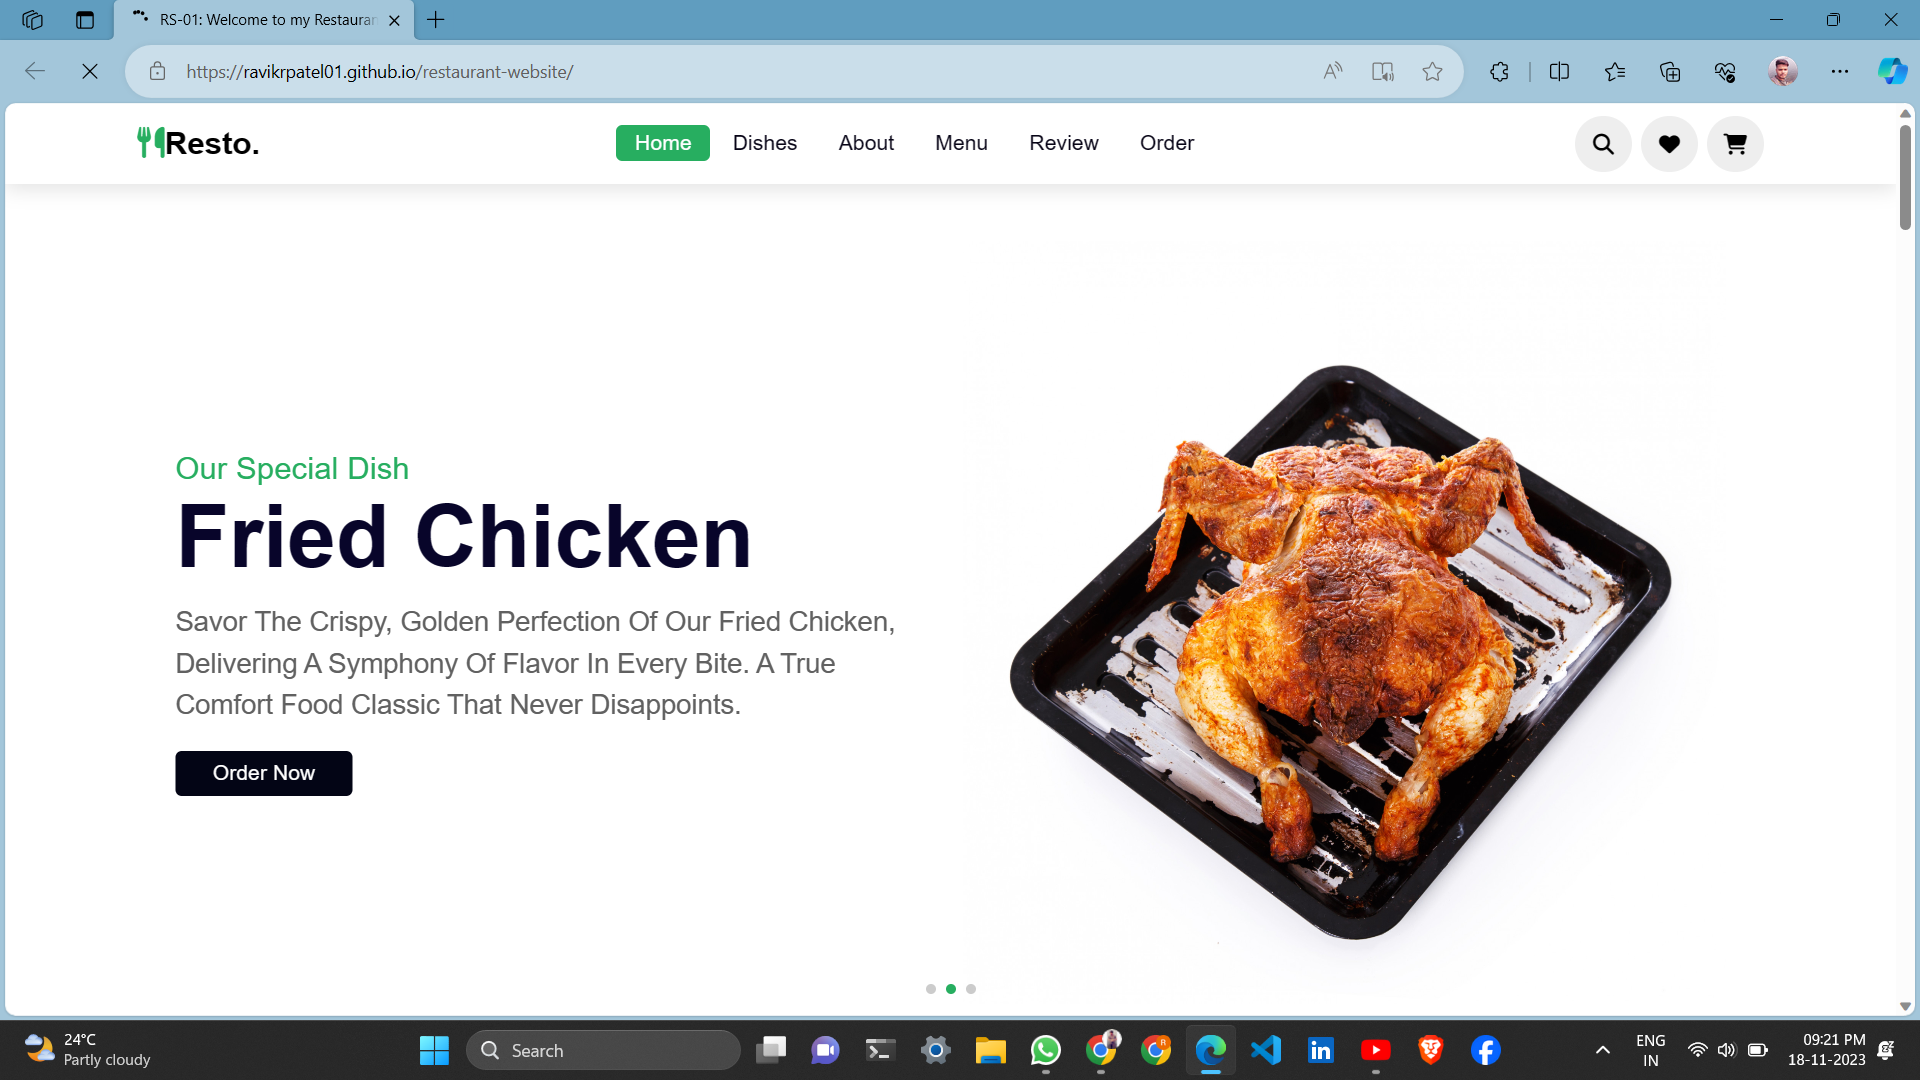 RS-01: Welcome to my Restauran
https://ravikrpatel01.github.io/restaurant-website/
Resto.
Home
Dishes
About
Menu
Review
Order
Our Special Dish
Fried Chicken
Savor The Crispy, Golden Perfection Of Our Fried Chicken,
Delivering A Symphony Of Flavor In Every Bite. A True
Comfort Food Classic That Never Disappoints.
Order Now
24°C
Partly cloudy
Search
ENG
IN
09:21 PM
18-11-2023